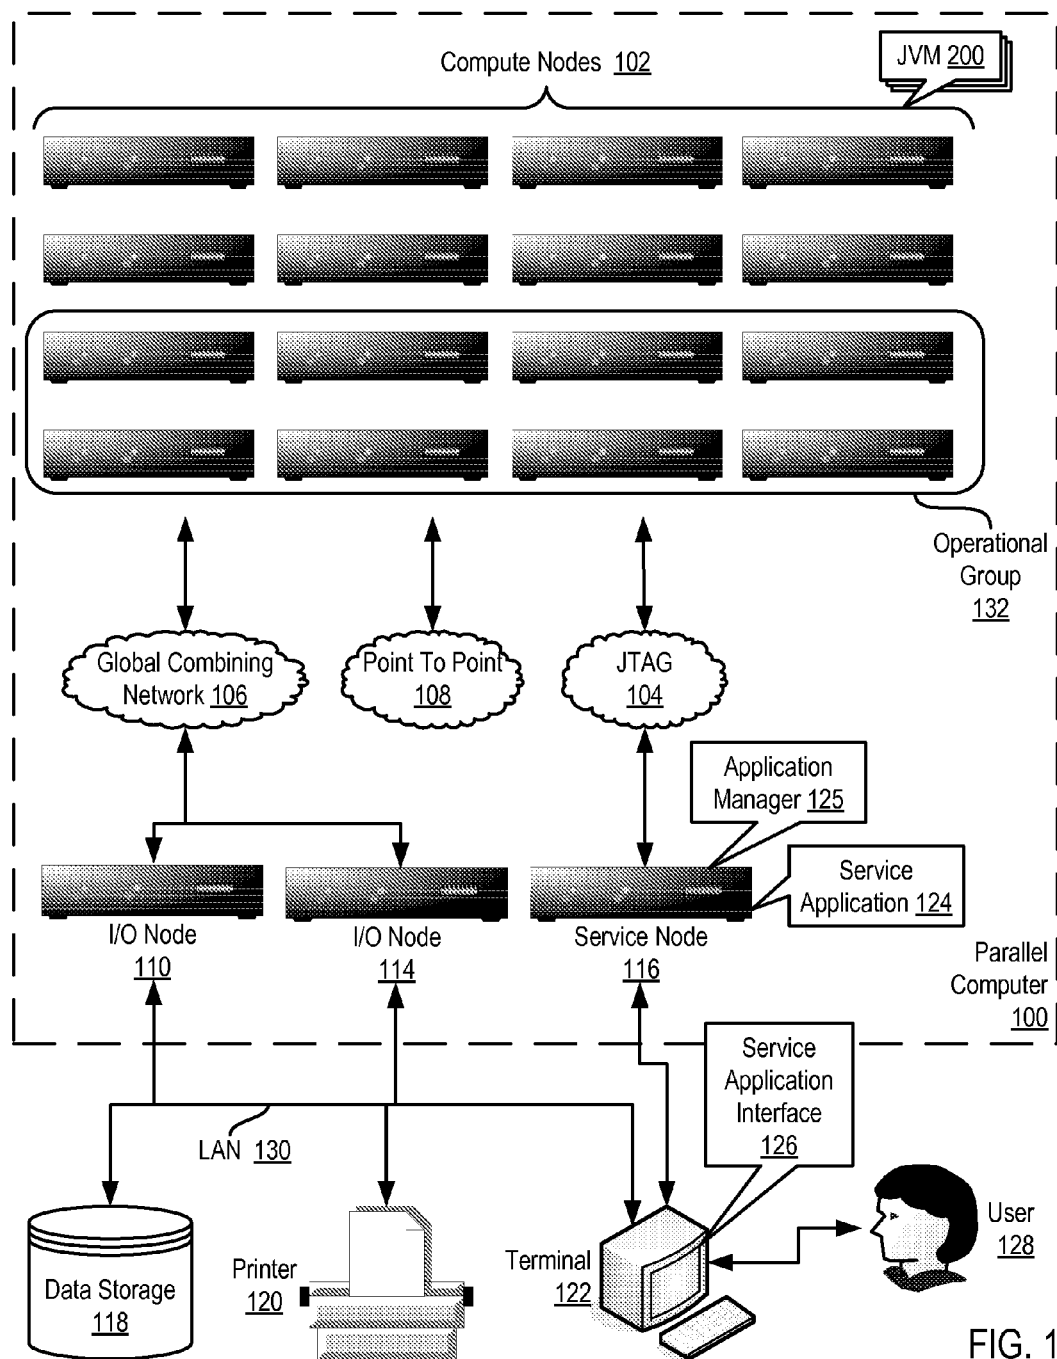 Compute Nodes 102
JVM 200
Operational
Group
132
Global Combining
Network 106
Point To Point
108
JTAG
104
Application
Manager 125
Service
Application 124
I/O Node
110
I/O Node
114
Service Node
116
Parallel
Computer
100
Service
Application
Interface
126
LAN 130
Data Storage
118
Printer
120
Terminal
122
User
128
FIG. 1